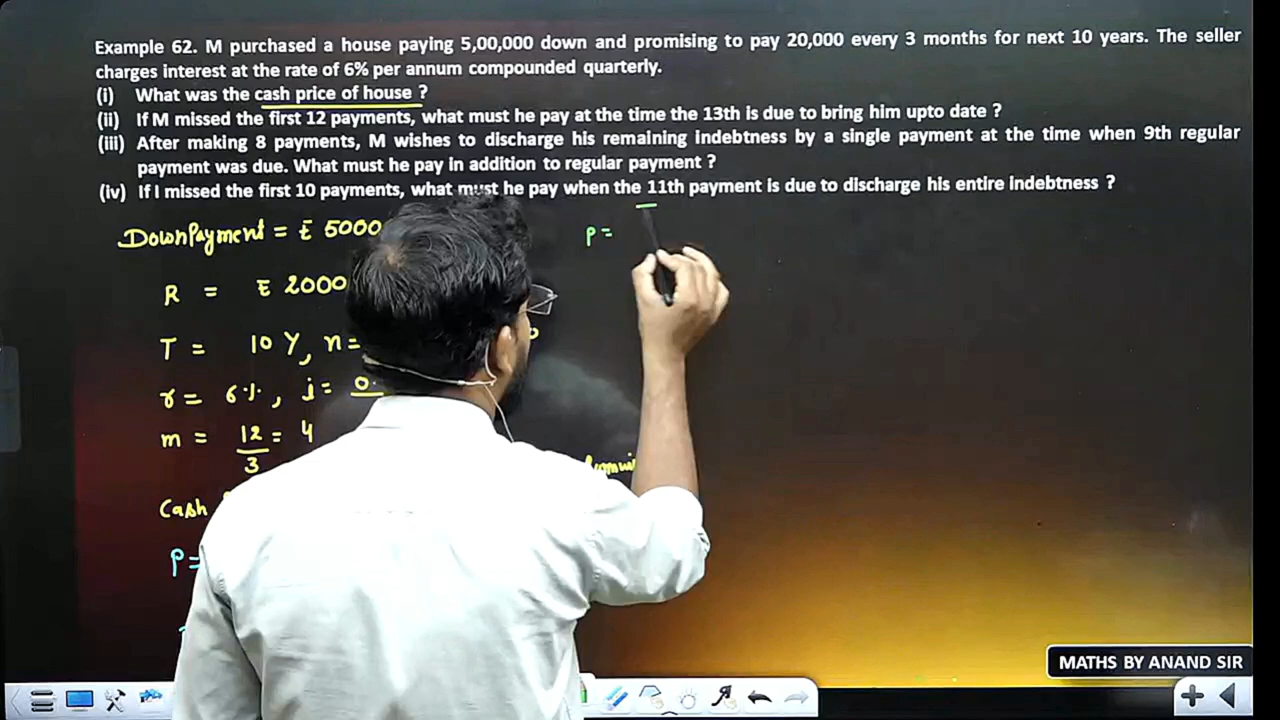 Example 62. M purchased a house paying 5,00,000 down and promising to pay 20,000 every 3 months for next 10 years. The seller
charges interest at the rate of 6% per annum compounded quarterly.
(i) What was the cash price of house ?
(ii) If M missed the first 12 payments, what must he pay at the time the 13th is due to bring him upto date ?
(iii) After making 8 payments, M wishes to discharge his remaining indebtness by a single payment at the time when 9th regular
payment was due. What must he pay in addition to regular payment ?
(iv) If I missed the first 10 payments, what must he pay when the 11th payment is due to discharge his entire indebtness ?
DownPayment = ₹ 5000
P =
R = ₹ 2000
T = 10 Y, n =
r = 6%, i = 0.
m = 12/3 = 4
Cash
P =
MATHS BY ANAND SIR